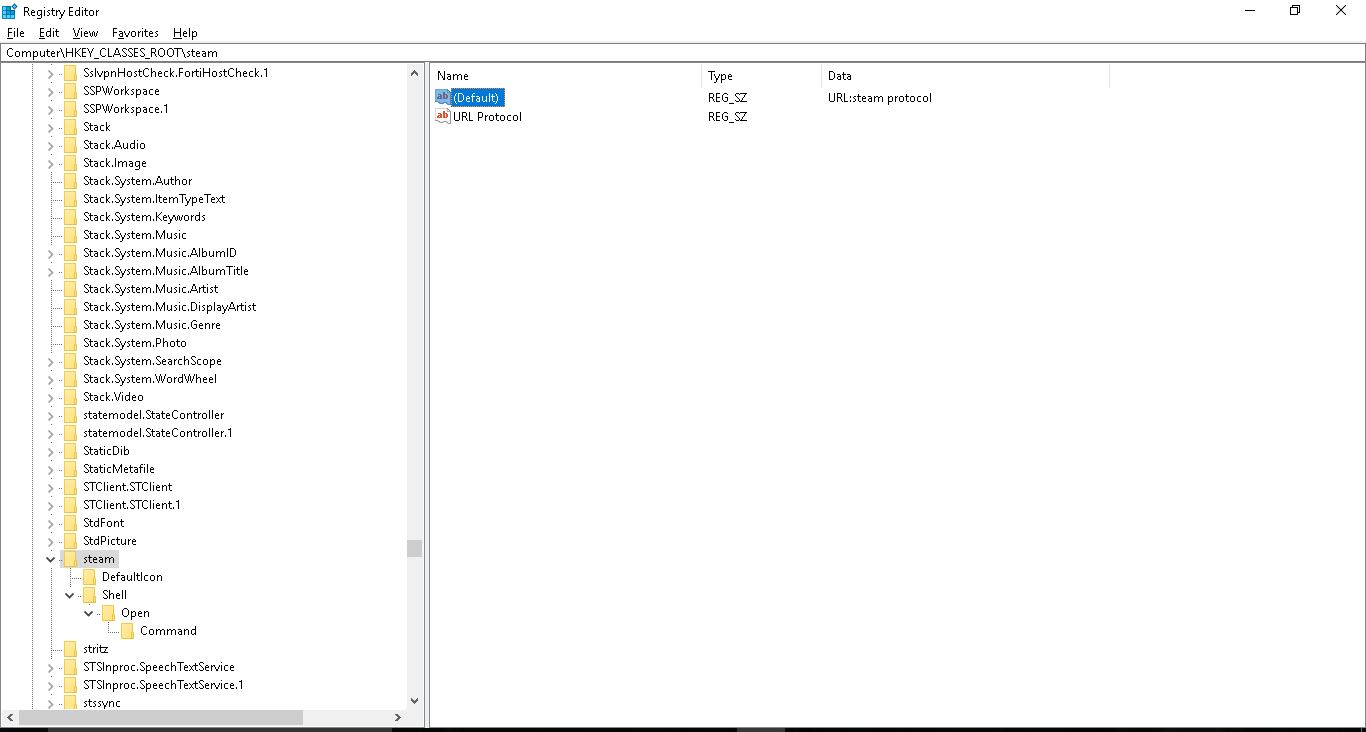 Registry Editor
File Edit View Favorites Help
Computer\HKEY_CLASSES_ROOT\steam
SslvpnHostCheck.FortiHostCheck.1
SSPWorkspace
SSPWorkspace.1
Stack
Stack.Audio
Stack.Image
Stack.System.Author
Stack.System.ItemTypeText
Stack.System.Keywords
Stack.System.Music
Stack.System.Music.AlbumID
Stack.System.Music.AlbumTitle
Stack.System.Music.Artist
Stack.System.Music.DisplayArtist
Stack.System.Music.Genre
Stack.System.Photo
Stack.System.SearchScope
Stack.System.WordWheel
Stack.Video
statemodel.StateController
statemodel.StateController.1
StaticDib
StaticMetafile
STClient.STClient
STClient.STClient.1
StdFont
StdPicture
steam
DefaultIcon
Shell
Open
Command
stritz
STSInproc.SpeechTextService
STSInproc.SpeechTextService.1
stssync
Name Type Data
ab (Default) REG_SZ URL:steam protocol
ab URL Protocol REG_SZ